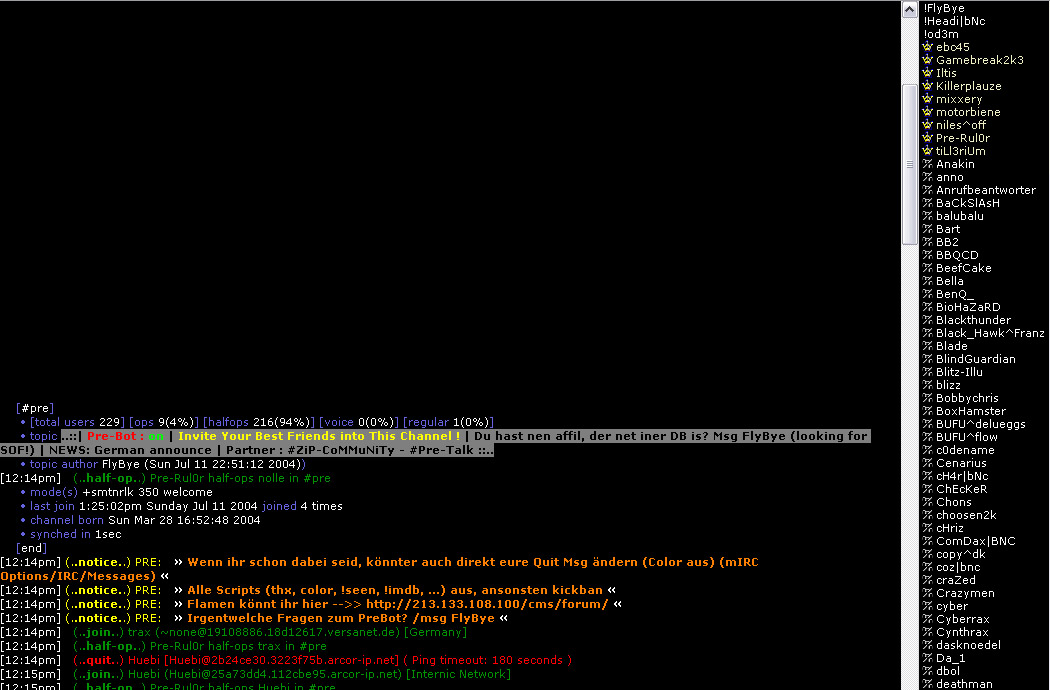 [#pre]
• [total users 229] [ops 9(4%)] [halfops 216(94%)] [voice 0(0%)] [regular 1(0%)]
• topic ..::| Pre-Bot : on | Invite Your Best Friends into This Channel ! | Du hast nen affil, der net iner DB is? Msg FlyBye (looking for
SOF!) | NEWS: German announce | Partner : #ZiP-CoMMuNiTy - #Pre-Talk ::..
• topic author FlyBye (Sun Jul 11 22:51:12 2004))
[12:14pm] (..half-op..) Pre-Rul0r half-ops nolle in #pre
• mode(s) +smtnrlk 350 welcome
• last join 1:25:02pm Sunday Jul 11 2004 joined 4 times
• channel born Sun Mar 28 16:52:48 2004
• synched in 1sec
[end]
[12:14pm] (..notice..) PRE: » Wenn ihr schon dabei seid, könnter auch direkt eure Quit Msg ändern (Color aus) (mIRC
Options/IRC/Messages) «
[12:14pm] (..notice..) PRE: » Alle Scripts (thx, color, !seen, !imdb, ...) aus, ansonsten kickban «
[12:14pm] (..notice..) PRE: » Flamen könnt ihr hier -->> http://213.133.108.100/cms/forum/ «
[12:14pm] (..notice..) PRE: » Irgentwelche Fragen zum PreBot? /msg FlyBye «
[12:14pm] (..join..) trax (~none@19108886.18d12617.versanet.de) [Germany]
[12:14pm] (..half-op..) Pre-Rul0r half-ops trax in #pre
[12:14pm] (..quit..) Huebi [Huebi@2b24ca30.3223f75b.arcor-ip.net] ( Ping timeout: 180 seconds )
[12:15pm] (..join..) Huebi (Huebi@25a73dd4.112cbe95.arcor-ip.net) [Internic Network]
[12:15pm] (..half-op..) Pre-Rul0r half-ops Huebi in #pre
!FlyBye
!Headi|bNc
!od3m
ebc45
Gamebreak2k3
Iltis
Killerplauze
mixxery
motorbiene
niles^off
Pre-Rul0r
tiLl3riUm
% Anakin
% anno
% Anrufbeantworter
% BaCkSlAsH
% balubalu
% Bart
% BB2
% BBQCD
% BeefCake
% Bella
% BenQ_
% BioHaZaRD
% Blackthunder
% Black_Hawk^Franz
% Blade
% BlindGuardian
% Blitz-Illu
% blizz
% Bobbychris
% BoxHamster
% BUFU^delueggs
% BUFU^flow
% c0dename
% Cenarius
% cH4r|bNc
% ChEcKeR
% Chons
% choosen2k
% cHriz
% ComDax|BNC
% copy^dk
% coz|bnc
% craZed
% Crazymen
% cyber
% Cyberrax
% Cynthrax
% dasknoedel
% Da_1
% dbol
% deathman